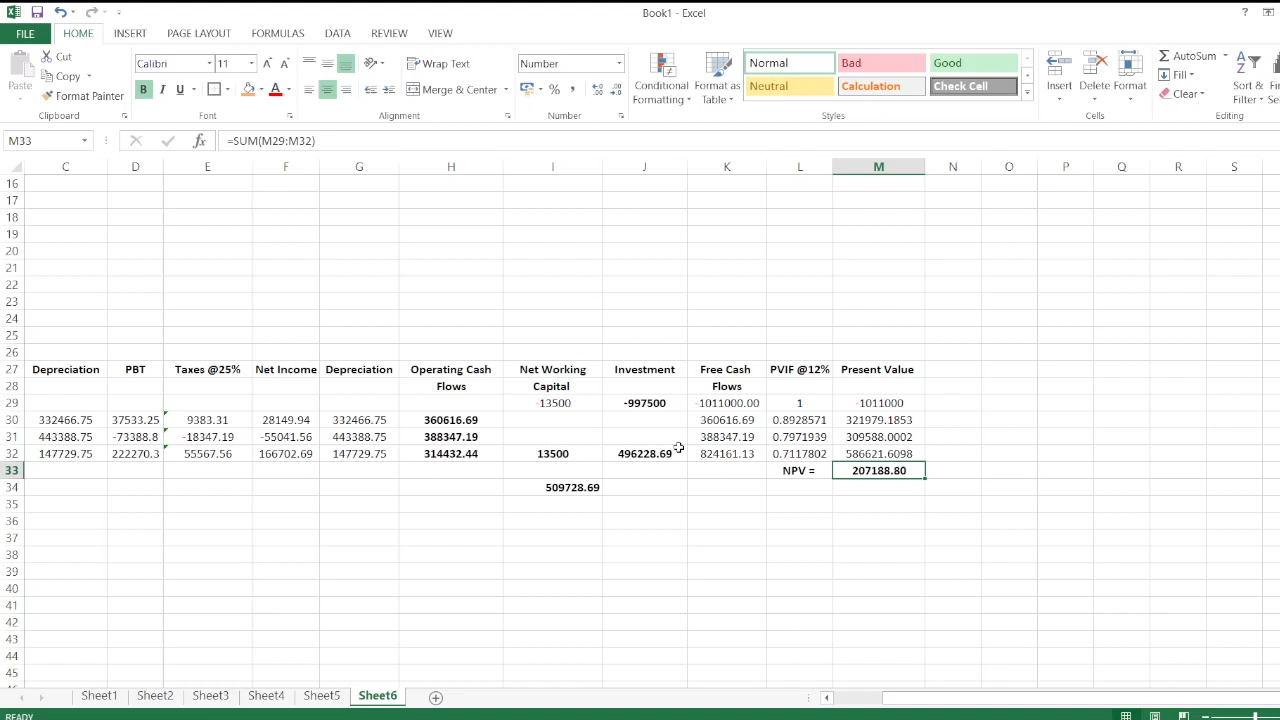 Book1 - Excel
?
FILE HOME INSERT PAGE LAYOUT FORMULAS DATA REVIEW VIEW
Paste
Cut
Copy
Format Painter
Clipboard
Calibri 11
B I U
Font
Wrap Text
Merge & Center
Alignment
Number
%
Number
Conditional Formatting
Format as Table
Normal Bad Good
Neutral Calculation Check Cell
Styles
Insert Delete Format
Cells
AutoSum
Fill
Clear
Sort & Filter
Editing
M33 fx =SUM(M29:M32)
C D E F G H I J K L M N O P Q R S
16
17
18
19
20
21
22
23
24
25
26
27 Depreciation PBT Taxes @25% Net Income Depreciation Operating Cash Net Working Investment Free Cash PVIF @12% Present Value
28 Flows Capital Flows
29 -13500 -997500 -1011000.00 1 -1011000
30 332466.75 37533.25 9383.31 28149.94 332466.75 360616.69 360616.69 0.8928571 321979.1853
31 443388.75 -73388.8 -18347.19 -55041.56 443388.75 388347.19 388347.19 0.7971939 309588.0002
32 147729.75 222270.3 55567.56 166702.69 147729.75 314432.44 13500 496228.69 824161.13 0.7117802 586621.6098
33 NPV = 207188.80
34 509728.69
35
36
37
38
39
40
41
42
43
44
45
Sheet1 Sheet2 Sheet3 Sheet4 Sheet5 Sheet6
READY